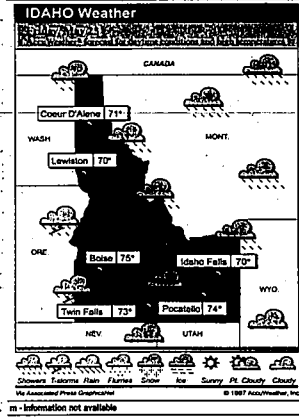 IDAHO Weather
CANADA
Coeur D'Alene 71°
WASH
MONT.
Lewiston 70°
ORE.
Boise 75°
Idaho Falls 70°
WYO.
Twin Falls 73°
Pocatello 74°
NEV.
UTAH
Showers T-storms Rain Flurries Snow Ice Sunny Pt. Cloudy Cloudy
Via Associated Press GraphicsNet
© 1997 AccuWeather, Inc
m - Information not available